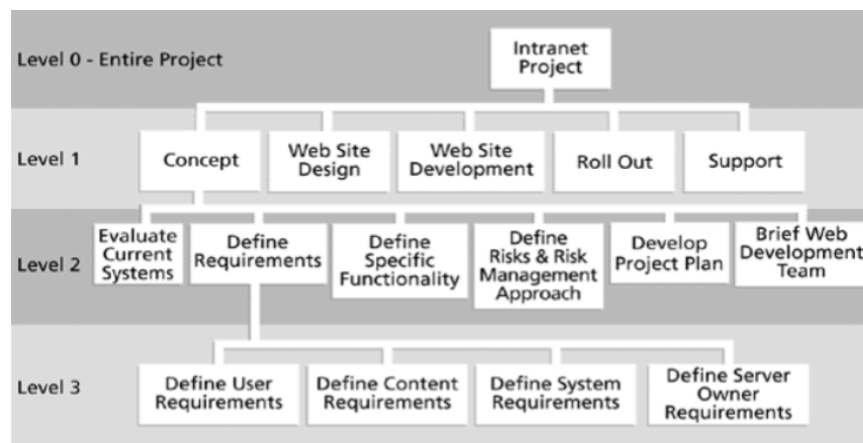 Level 0 - Entire Project
Intranet
Project
Level 1
Concept
Web Site
Design
Web Site
Development
Roll Out
Support
Level 2
Evaluate
Current
Systems
Define
Requirements
Define
Specific
Functionality
Define
Risks & Risk
Management
Approach
Develop
Project Plan
Brief Web
Development
Team
Level 3
Define User
Requirements
Define Content
Requirements
Define System
Requirements
Define Server
Owner
Requirements